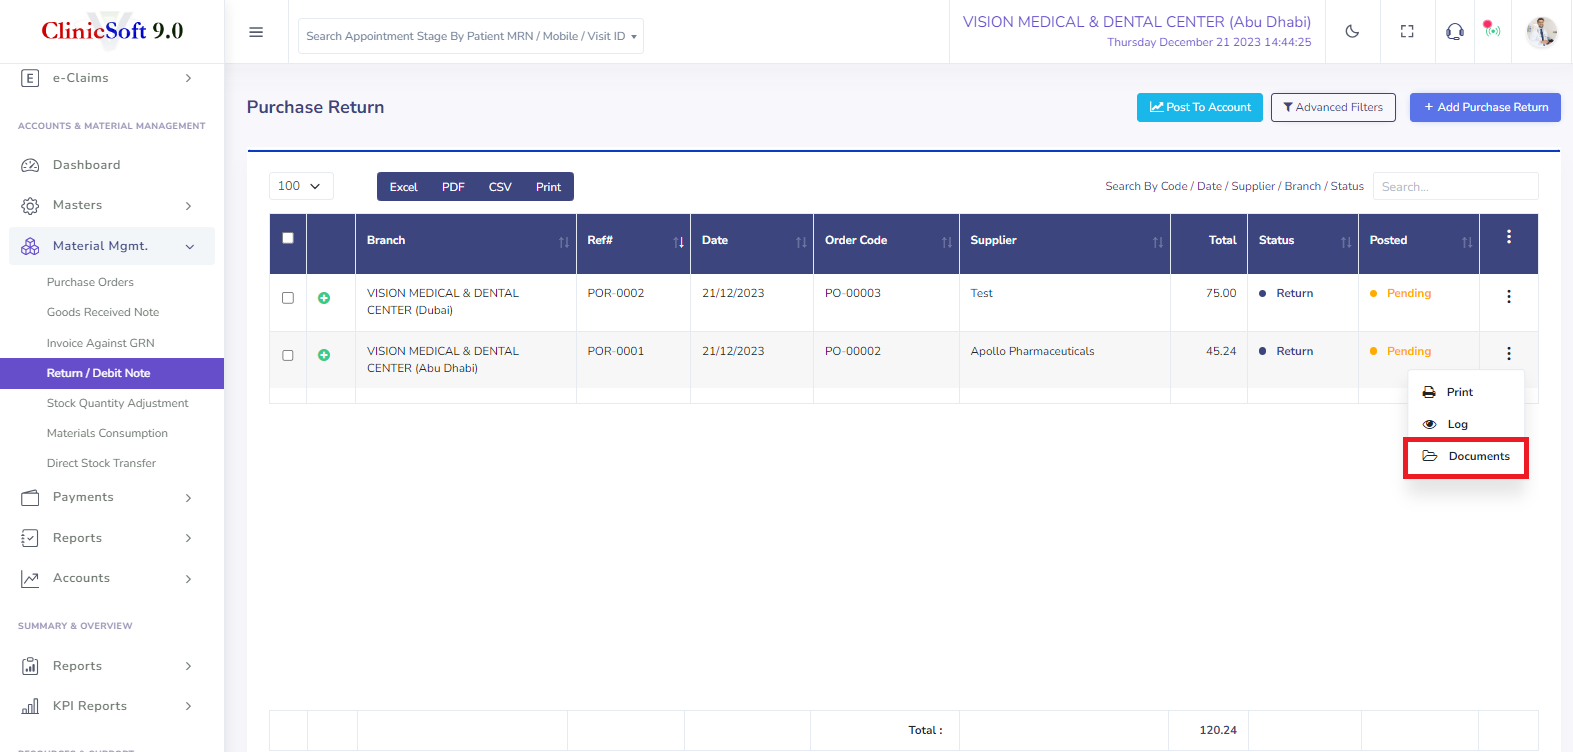 ClinicSoft 9.0
Search Appointment Stage By Patient MRN / Mobile / Visit ID
VISION MEDICAL & DENTAL CENTER (Abu Dhabi)
Thursday December 21 2023 14:44:25
e-Claims
ACCOUNTS & MATERIAL MANAGEMENT
Dashboard
Masters
Material Mgmt.
Purchase Orders
Goods Received Note
Invoice Against GRN
Return / Debit Note
Stock Quantity Adjustment
Materials Consumption
Direct Stock Transfer
Payments
Reports
Accounts
SUMMARY & OVERVIEW
Reports
KPI Reports
Purchase Return
Post To Account
Advanced Filters
+ Add Purchase Return
100
Excel PDF CSV Print
Search By Code / Date / Supplier / Branch / Status
Search...
Branch Ref# Date Order Code Supplier Total Status Posted
VISION MEDICAL & DENTAL POR-0002 21/12/2023 PO-00003 Test 75.00 Return Pending
CENTER (Dubai)
VISION MEDICAL & DENTAL POR-0001 21/12/2023 PO-00002 Apollo Pharmaceuticals 45.24 Return Pending
CENTER (Abu Dhabi)
Print
Log
Documents
Total : 120.24